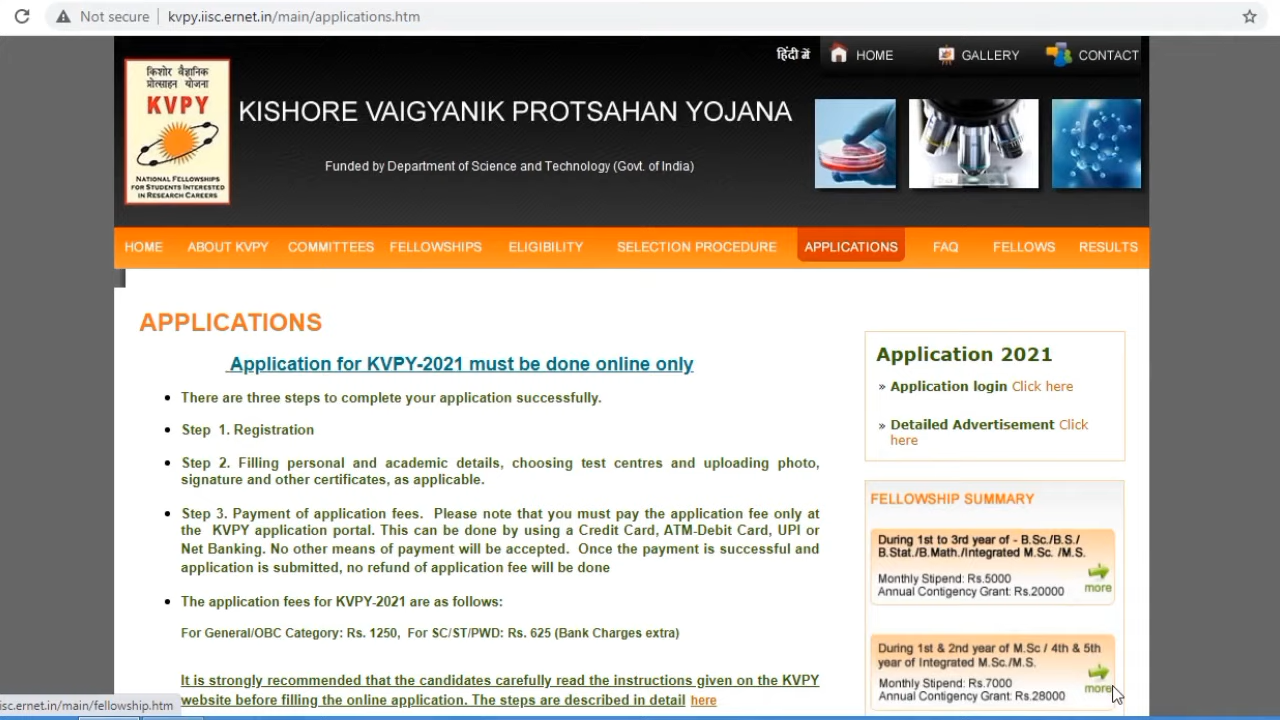 Not secure
kvpy.iisc.ernet.in/main/applications.htm
किशोर वैज्ञानिक
प्रोत्साहन योजना
KVPY
NATIONAL FELLOWSHIPS
FOR STUDENTS INTERESTED
IN RESEARCH CAREERS
KISHORE VAIGYANIK PROTSAHAN YOJANA
Funded by Department of Science and Technology (Govt. of India)
हिंदी में
HOME
GALLERY
CONTACT
HOME ABOUT KVPY COMMITTEES FELLOWSHIPS ELIGIBILITY SELECTION PROCEDURE APPLICATIONS FAQ FELLOWS RESULTS
APPLICATIONS
Application for KVPY-2021 must be done online only
• There are three steps to complete your application successfully.
• Step 1. Registration
• Step 2. Filling personal and academic details, choosing test centres and uploading photo,
signature and other certificates, as applicable.
• Step 3. Payment of application fees. Please note that you must pay the application fee only at
the KVPY application portal. This can be done by using a Credit Card, ATM-Debit Card, UPI or
Net Banking. No other means of payment will be accepted. Once the payment is successful and
application is submitted, no refund of application fee will be done
• The application fees for KVPY-2021 are as follows:
For General/OBC Category: Rs. 1250, For SC/ST/PWD: Rs. 625 (Bank Charges extra)
It is strongly recommended that the candidates carefully read the instructions given on the KVPY
website before filling the online application. The steps are described in detail here
Application 2021
» Application login Click here
» Detailed Advertisement Click
here
FELLOWSHIP SUMMARY
During 1st to 3rd year of - B.Sc./B.S./
B.Stat./B.Math./Integrated M.Sc. /M.S.
Monthly Stipend: Rs.5000
Annual Contigency Grant: Rs.20000
more
During 1st & 2nd year of M.Sc / 4th & 5th
year of Integrated M.Sc./M.S.
Monthly Stipend: Rs.7000
Annual Contigency Grant: Rs.28000
more
isc.ernet.in/main/fellowship.htm